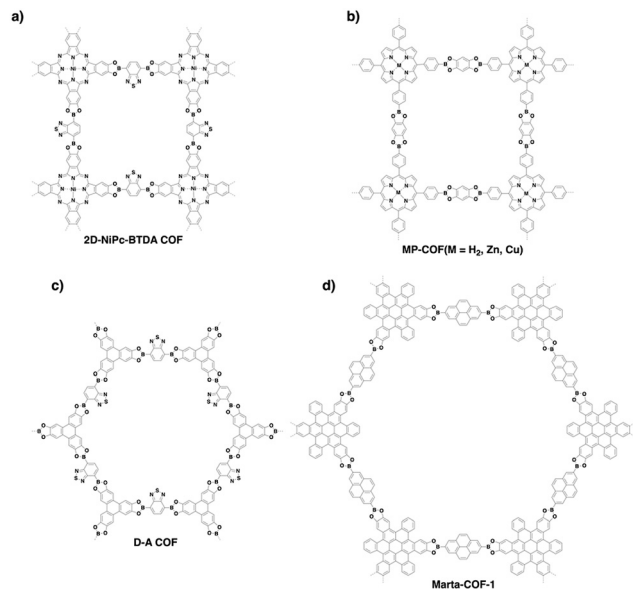 a)
b)
2D-NiPc-BTDA COF
MP-COF(M = H₂, Zn, Cu)
c)
d)
D-A COF
Marta-COF-1